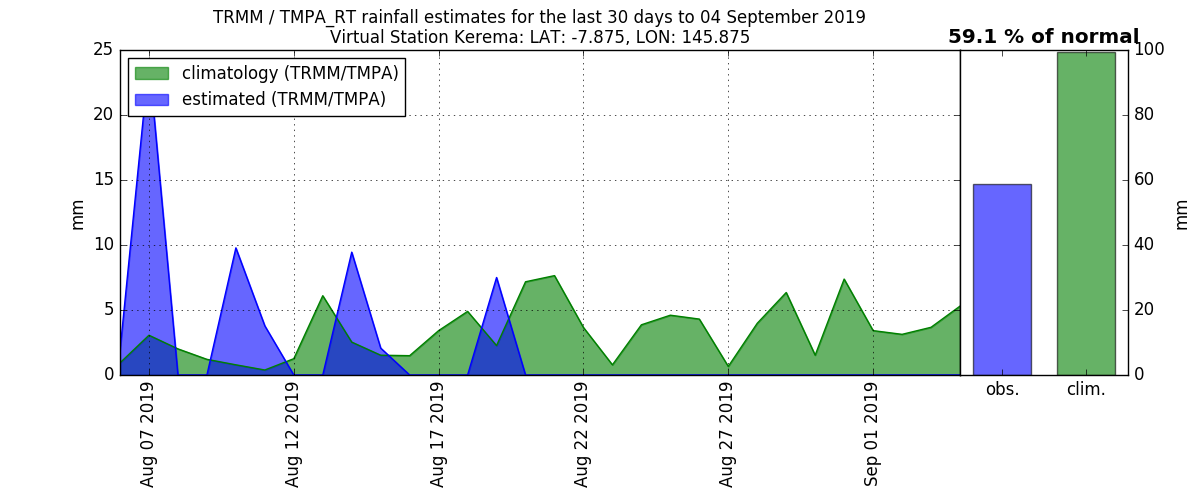 TRMM / TMPA_RT rainfall estimates for the last 30 days to 04 September 2019
Virtual Station Kerema: LAT: -7.875, LON: 145.875
59.1 % of normal
climatology (TRMM/TMPA)
estimated (TRMM/TMPA)
25
20
15
10
5
0
mm
Aug 07 2019
Aug 12 2019
Aug 17 2019
Aug 22 2019
Aug 27 2019
Sep 01 2019
obs.
clim.
100
80
60
40
20
0
mm